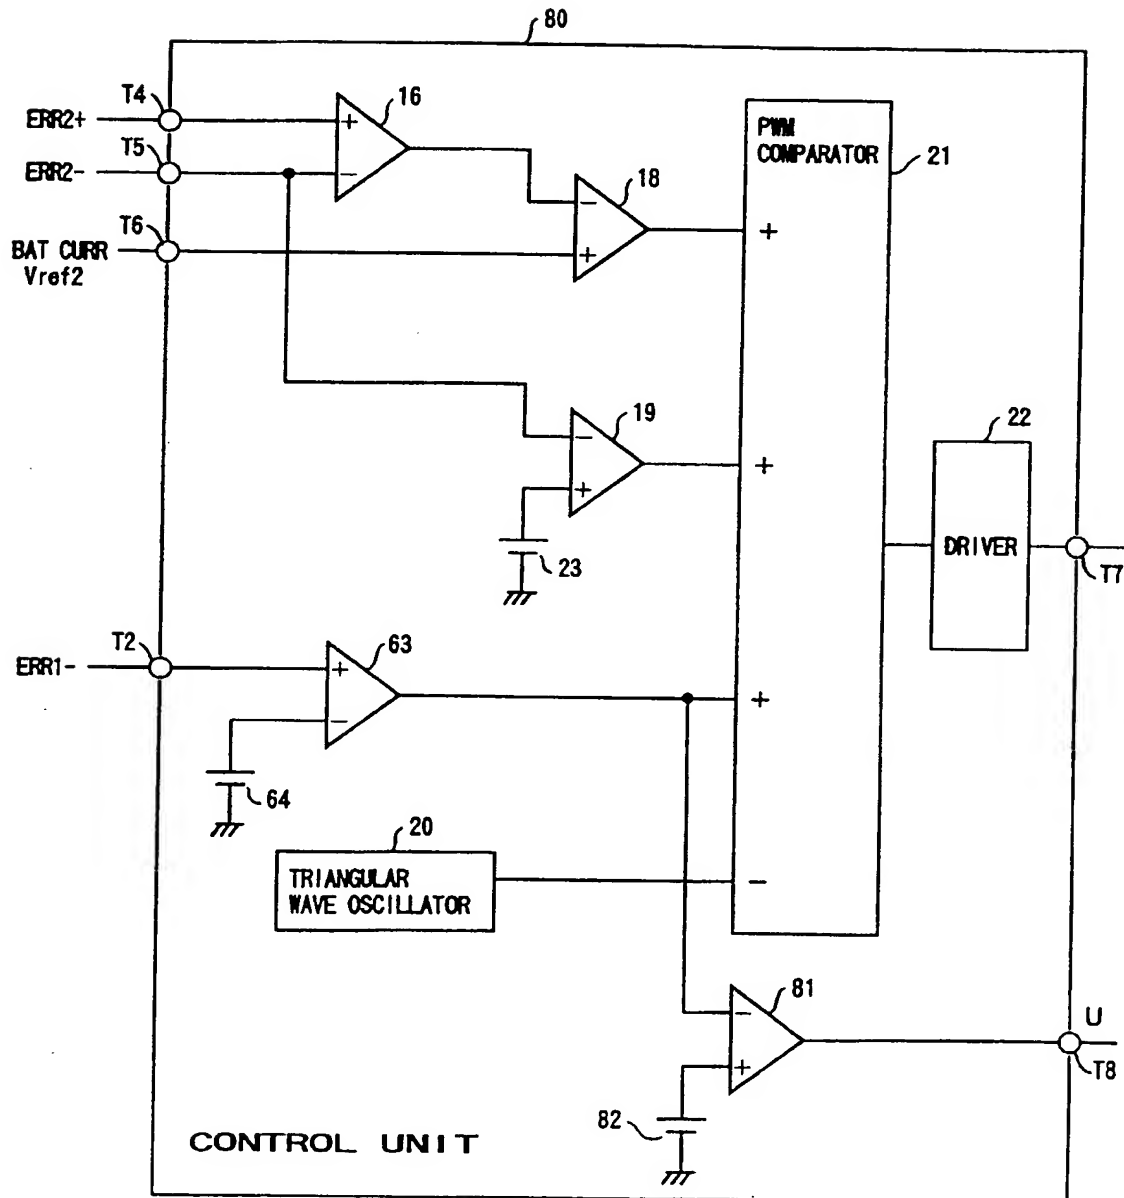 80
T4
ERR2+
16
+
−
T5
ERR2-
T6
BAT CURR
Vref2
18
−
+
PWM
COMPARATOR
21
+
19
−
+
+
23
22
DRIVER
T7
T2
ERR1-
63
+
−
+
64
20
TRIANGULAR
WAVE OSCILLATOR
−
81
−
+
U
T8
82
CONTROL UNIT